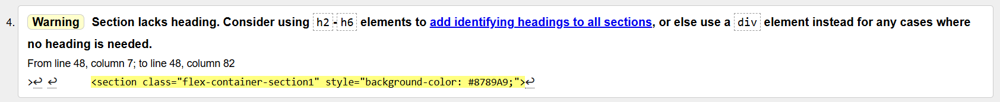 4. Warning Section lacks heading. Consider using h2-h6 elements to add identifying headings to all sections, or else use a div element instead for any cases where
no heading is needed.
From line 48, column 7; to line 48, column 82
>↩ ↩ <section class="flex-container-section1" style="background-color: #8789A9;">↩